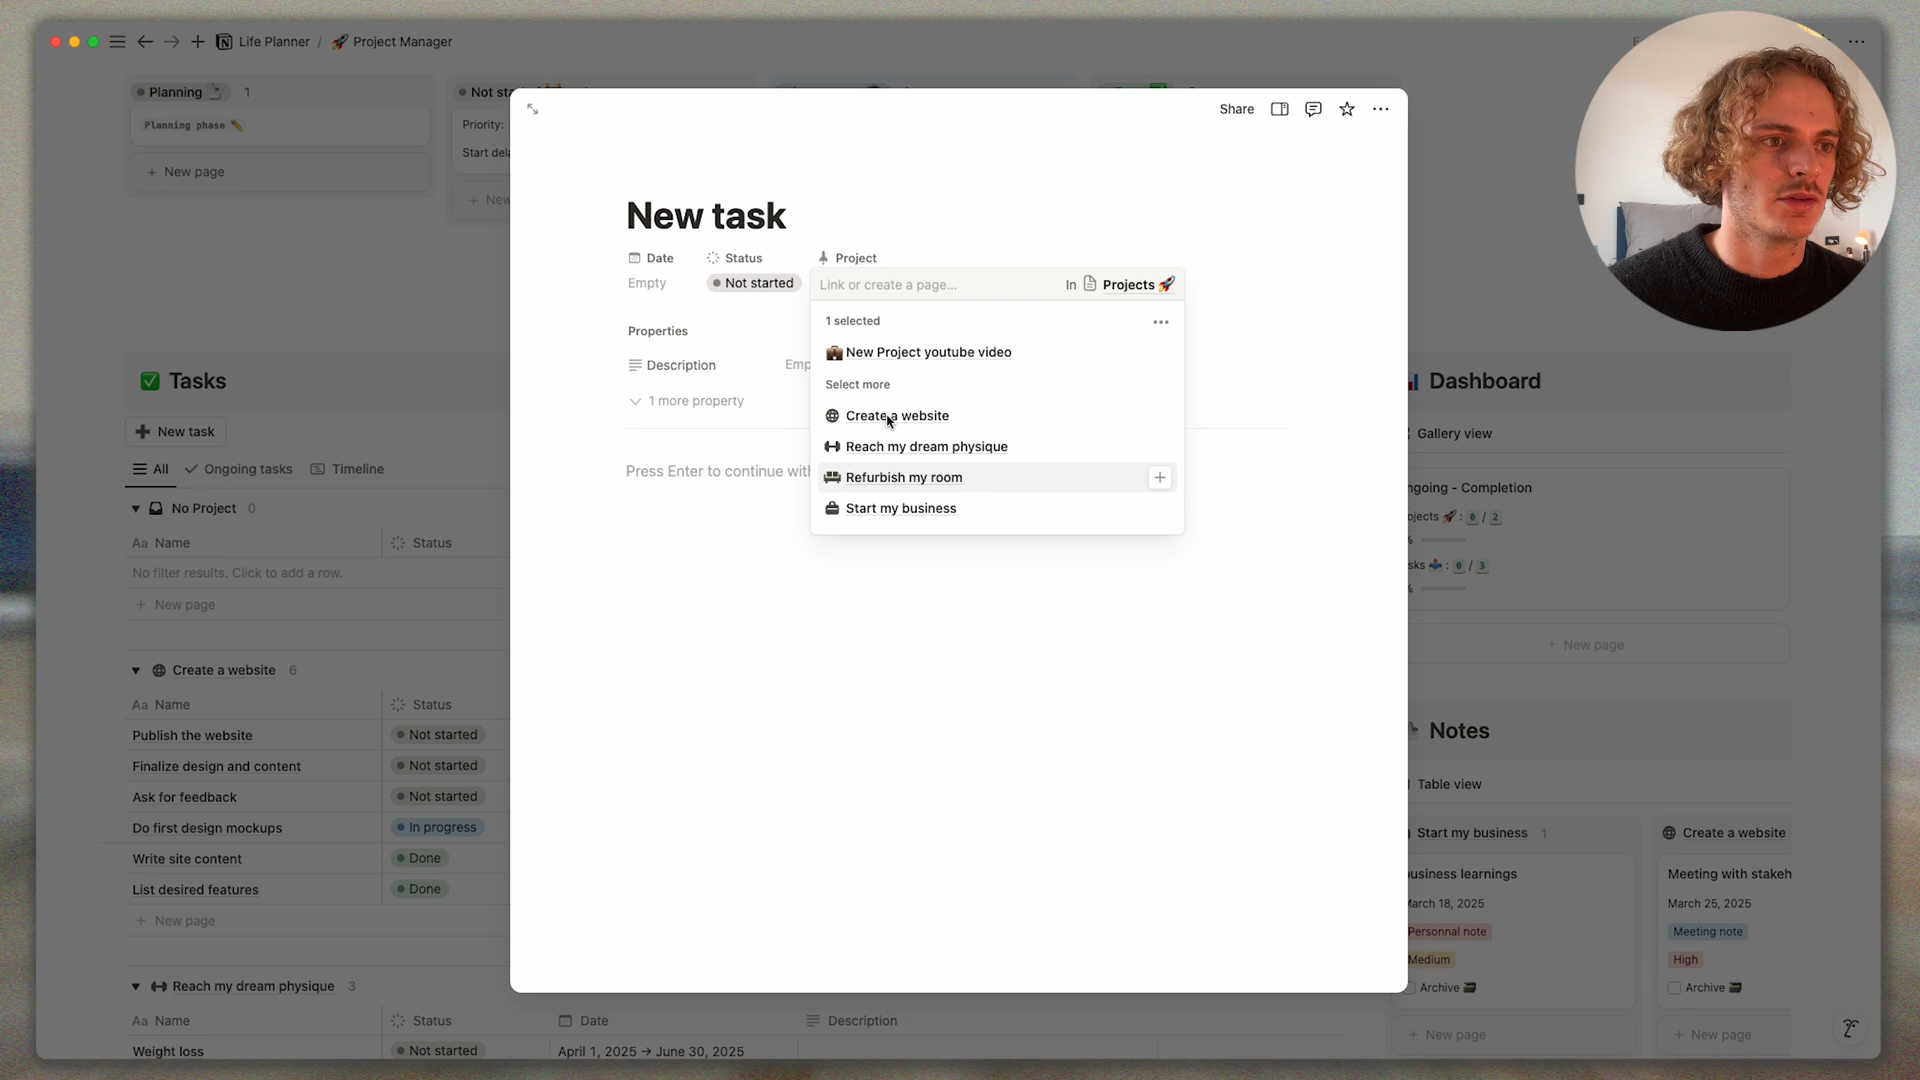 Life Planner / Project Manager
Planning 1
Not sta
Planning phase
Priority:
New page
Start dela
New
Share
New task
Date Status Project
Empty Not started
Link or create a page... In Projects
1 selected
New Project youtube video
Select more
Create a website
Reach my dream physique
Refurbish my room
Start my business
Properties
Description Emp
1 more property
Press Enter to continue with
Tasks
New task
All Ongoing tasks Timeline
No Project 0
Aa Name Status
No filter results. Click to add a row.
New page
Create a website 6
Aa Name Status
Publish the website Not started
Finalize design and content Not started
Ask for feedback Not started
Do first design mockups In progress
Write site content Done
List desired features Done
New page
Reach my dream physique 3
Aa Name Status Date Description
Weight loss Not started April 1, 2025 → June 30, 2025
Dashboard
Gallery view
ngoing - Completion
ojects : 0 / 2
%
sks : 0 / 3
%
New page
Notes
Table view
Start my business 1
usiness learnings
March 18, 2025
Personnal note
Medium
Archive
New page
Create a website
Meeting with stakeh
March 25, 2025
Meeting note
High
Archive
New page